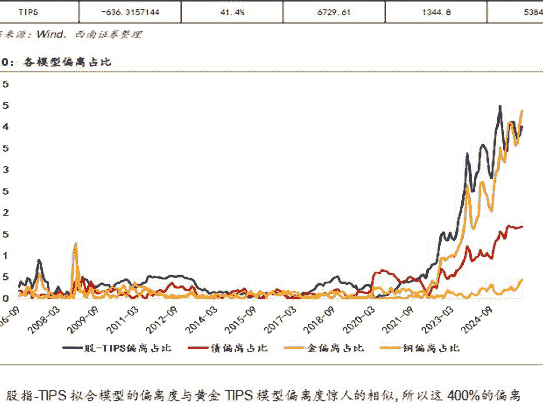 TIPS -636.3157144 41.4% 6729.61 1344.8 5384
来源：Wind，西南证券整理
0：各模型偏离占比
5
5
4
5
3
5
2
5
1
5
0
06-09 2008-03 2009-09 2011-03 2012-09 2014-03 2015-09 2017-03 2018-09 2020-03 2021-09 2023-03 2024-09
股-TIPS偏离占比 债偏离占比 金偏离占比 铜偏离占比
股指-TIPS 拟合模型的偏离度与黄金 TIPS 模型偏离度惊人的相似,所以这 400%的偏离